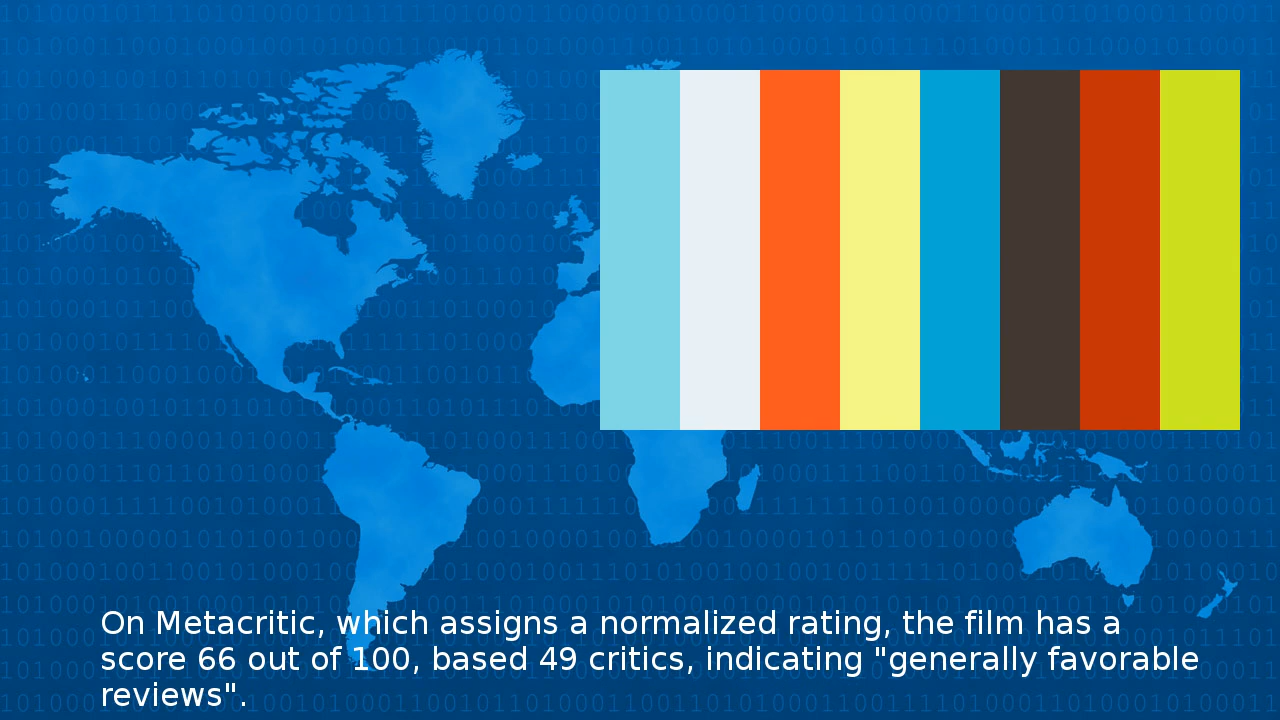 On Metacritic, which assigns a normalized rating, the film has a
score 66 out of 100, based 49 critics, indicating "generally favorable
reviews".